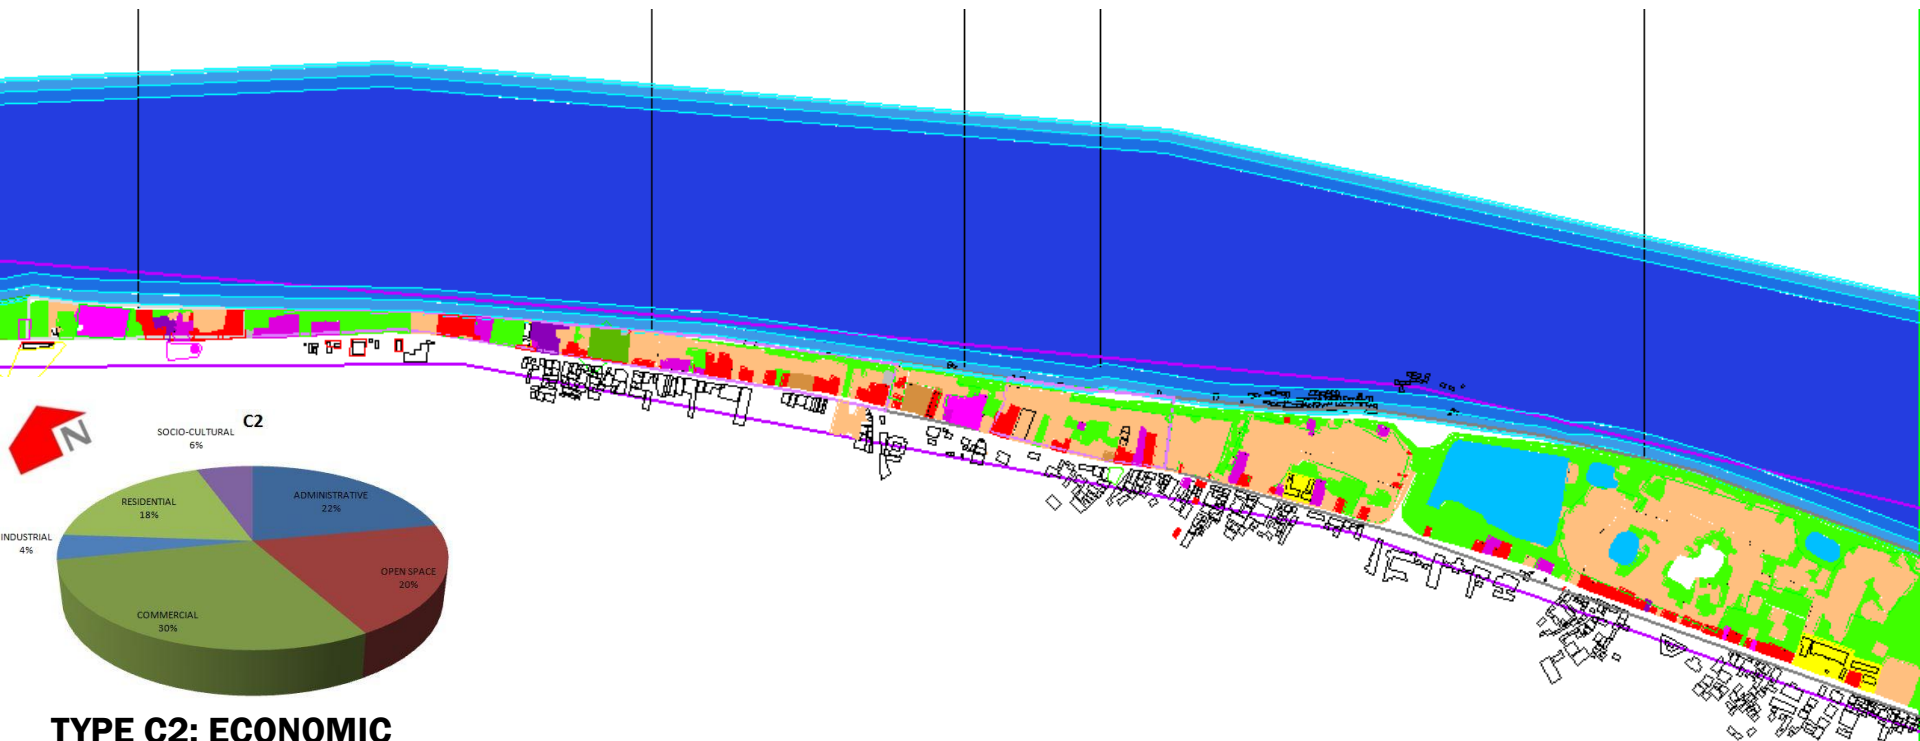 N
C2
SOCIO-CULTURAL
6%
ADMINISTRATIVE
22%
RESIDENTIAL
18%
INDUSTRIAL
4%
OPEN SPACE
20%
COMMERCIAL
30%
TYPE C2: ECONOMIC